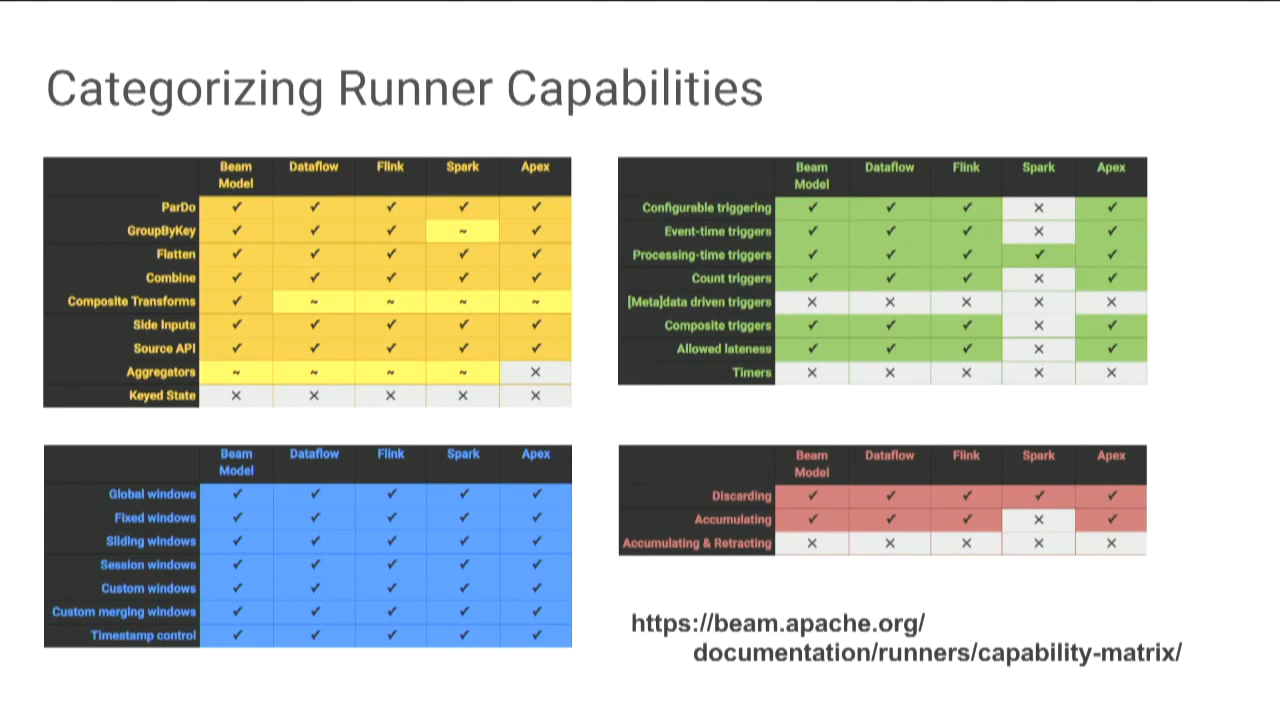 Categorizing Runner Capabilities
Beam Model Dataflow Flink Spark Apex
ParDo ✓ ✓ ✓ ✓ ✓
GroupByKey ✓ ✓ ✓ ~ ✓
Flatten ✓ ✓ ✓ ✓ ✓
Combine ✓ ✓ ✓ ✓ ✓
Composite Transforms ✓ ~ ~ ~ ~
Side Inputs ✓ ✓ ✓ ✓ ✓
Source API ✓ ✓ ✓ ✓ ✓
Aggregators ~ ~ ~ ~ ✕
Keyed State ✕ ✕ ✕ ✕ ✕
Beam Model Dataflow Flink Spark Apex
Configurable triggering ✓ ✓ ✓ ✕ ✓
Event-time triggers ✓ ✓ ✓ ✕ ✓
Processing-time triggers ✓ ✓ ✓ ✓ ✓
Count triggers ✓ ✓ ✓ ✕ ✓
[Meta]data driven triggers ✕ ✕ ✕ ✕ ✕
Composite triggers ✓ ✓ ✓ ✕ ✓
Allowed lateness ✓ ✓ ✓ ✕ ✓
Timers ✕ ✕ ✕ ✕ ✕
Beam Model Dataflow Flink Spark Apex
Global windows ✓ ✓ ✓ ✓ ✓
Fixed windows ✓ ✓ ✓ ✓ ✓
Sliding windows ✓ ✓ ✓ ✓ ✓
Session windows ✓ ✓ ✓ ✓ ✓
Custom windows ✓ ✓ ✓ ✓ ✓
Custom merging windows ✓ ✓ ✓ ✓ ✓
Timestamp control ✓ ✓ ✓ ✓ ✓
Beam Model Dataflow Flink Spark Apex
Discarding ✓ ✓ ✓ ✓ ✓
Accumulating ✓ ✓ ✓ ✕ ✓
Accumulating & Retracting ✕ ✕ ✕ ✕ ✕
https://beam.apache.org/
documentation/runners/capability-matrix/